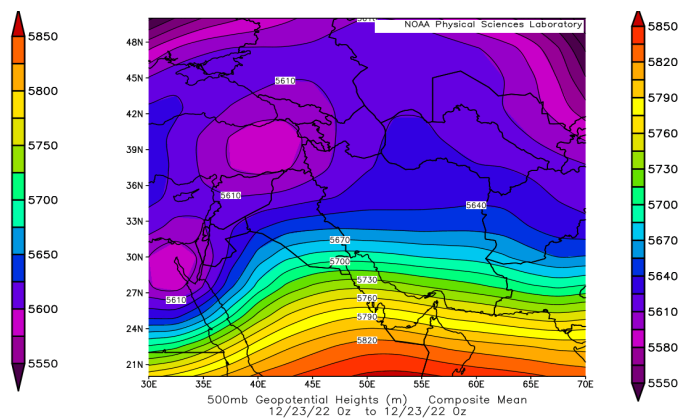 NOAA Physical Sciences Laboratory
5850
5800
5750
5700
5650
5600
5550
48N
45N
42N
39N
36N
33N
30N
27N
24N
21N
5610
5610
5640
5670
5610
5700
5730
5760
5790
5820
30E
35E
40E
45E
50E
55E
60E
65E
70E
5850
5820
5790
5760
5730
5700
5670
5640
5610
5580
5550
500mb Geopotential Heights (m) Composite Mean
12/23/22 0z to 12/23/22 0z